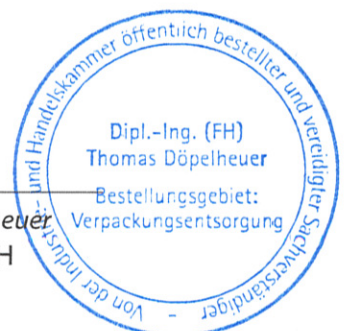 Von der Industrie- und Handelskammer öffentlich bestellter und vereidigter Sachverständiger -
Dipl.-Ing. (FH)
Thomas Döpelheuer
Bestellungsgebiet:
Verpackungsentsorgung
euer
H